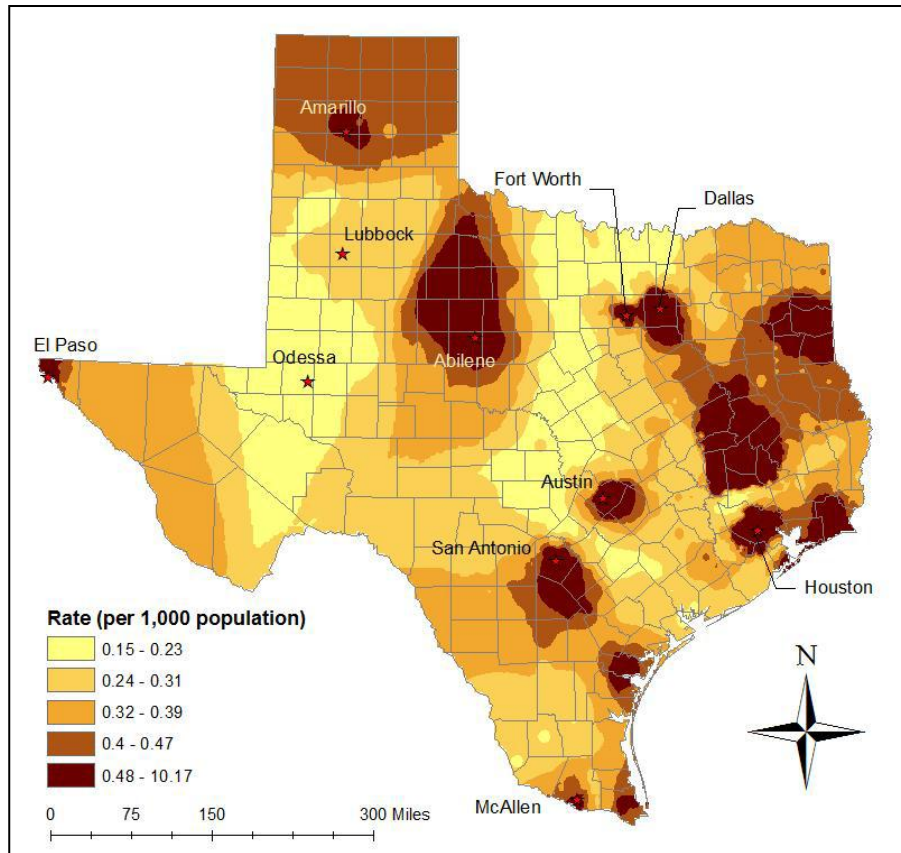 Amarillo
Fort Worth
Dallas
Lubbock
El Paso
Odessa
Abilene
Austin
San Antonio
Houston
Rate (per 1,000 population)
0.15 - 0.23
0.24 - 0.31
0.32 - 0.39
0.4 - 0.47
0.48 - 10.17
N
McAllen
0 75 150 300 Miles